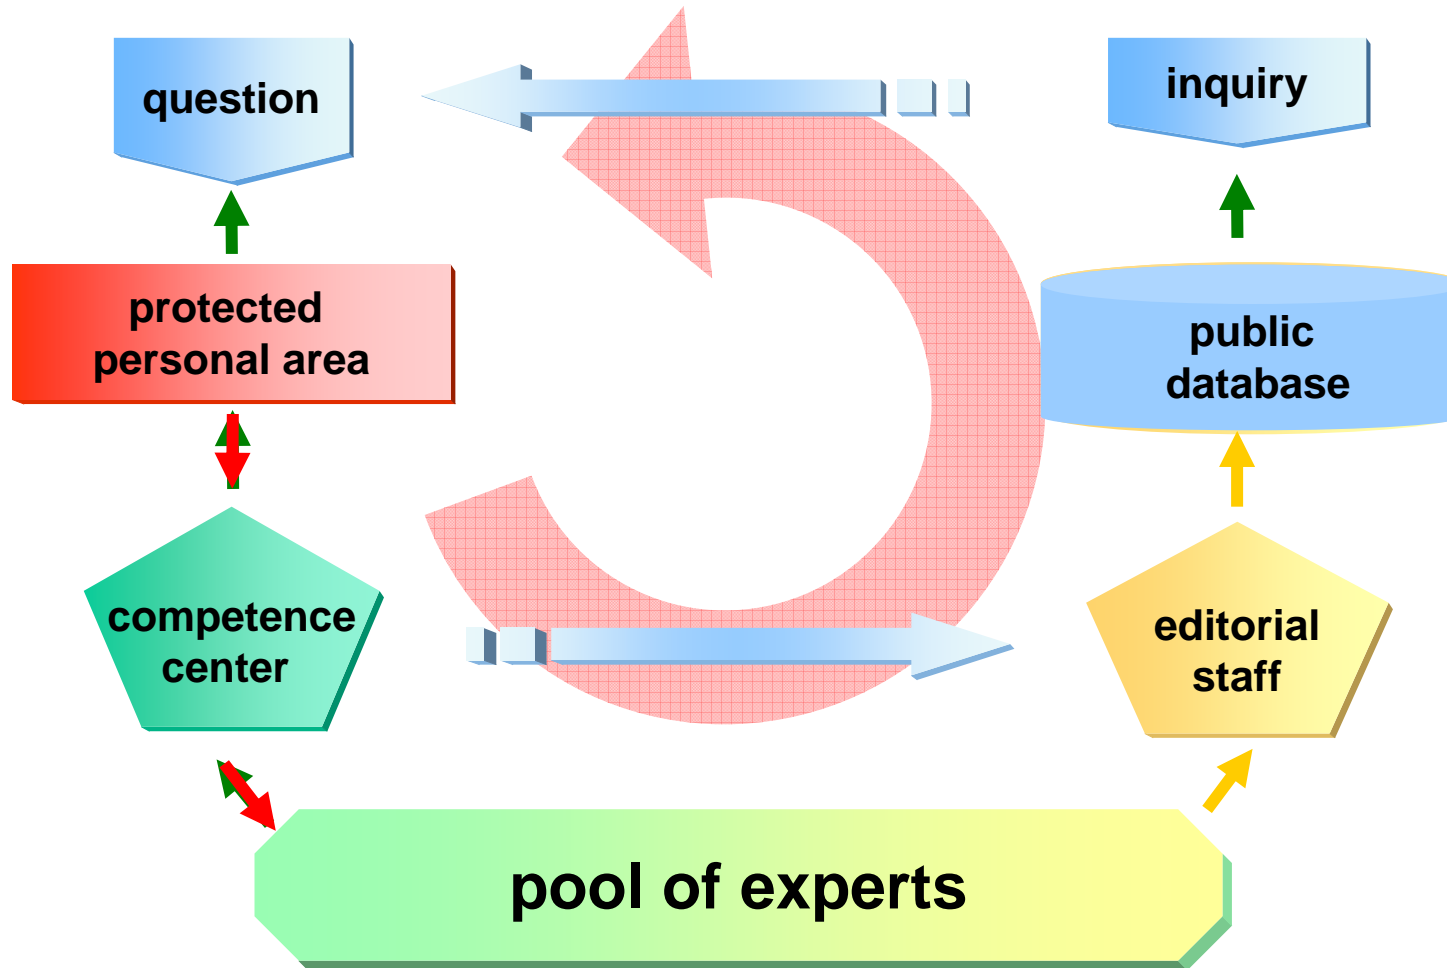 question
inquiry
protected
personal area
public
database
competence
center
editorial
staff
pool of experts